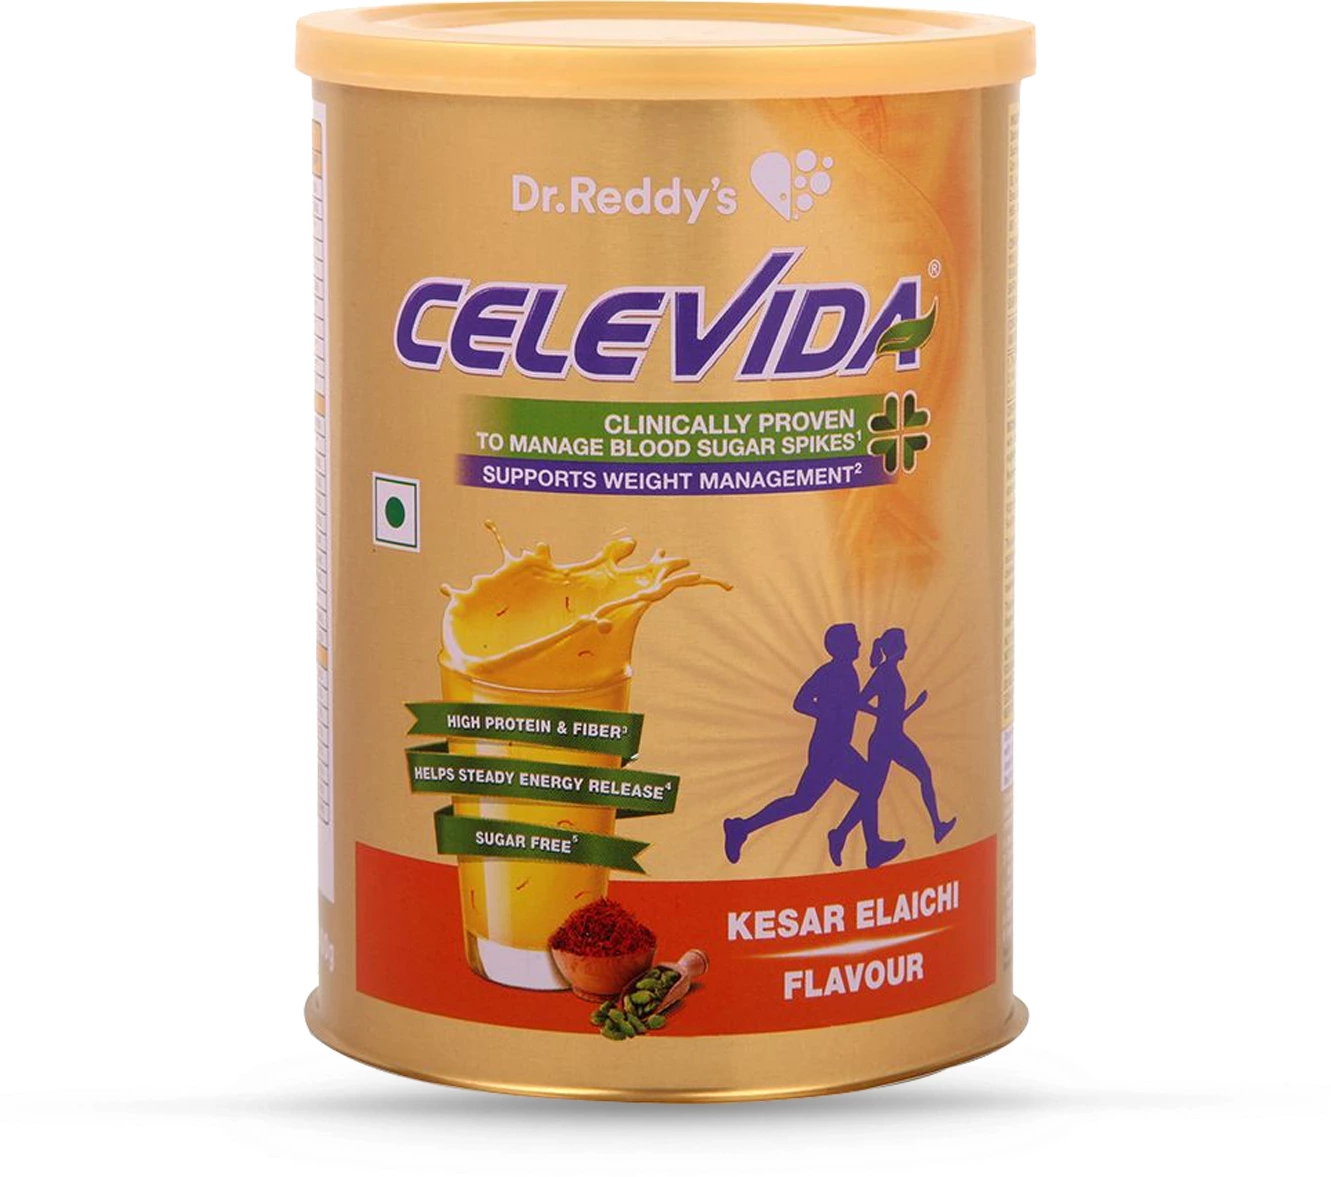 Dr.Reddy's
CELEVIDA®
CLINICALLY PROVEN
TO MANAGE BLOOD SUGAR SPIKES¹
SUPPORTS WEIGHT MANAGEMENT²
HIGH PROTEIN & FIBER³
HELPS STEADY ENERGY RELEASE⁴
SUGAR FREE⁵
KESAR ELAICHI
FLAVOUR